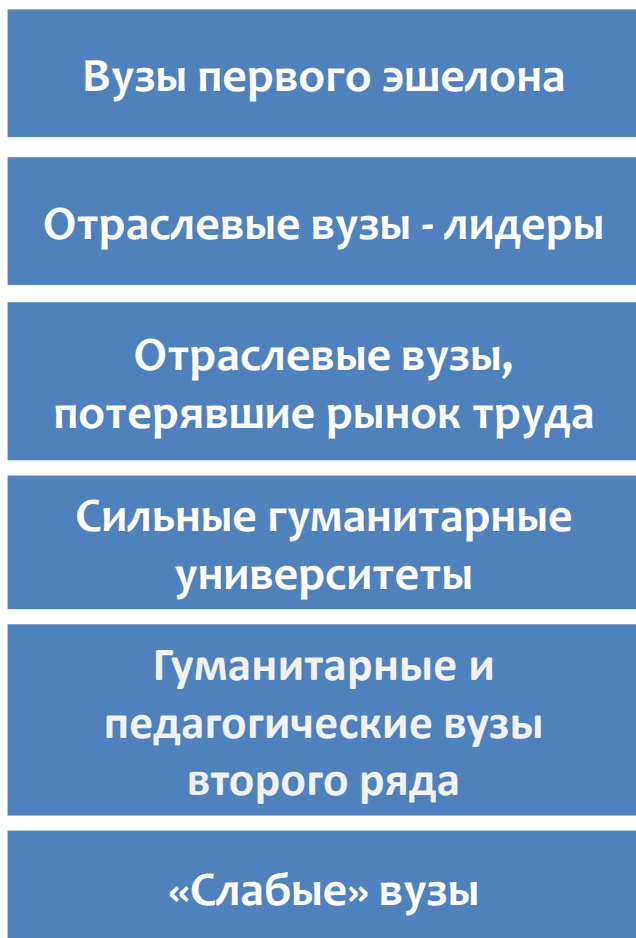 Вузы первого эшелона
Отраслевые вузы - лидеры
Отраслевые вузы,
потерявшие рынок труда
Сильные гуманитарные
университеты
Гуманитарные и
педагогические вузы
второго ряда
«Слабые» вузы